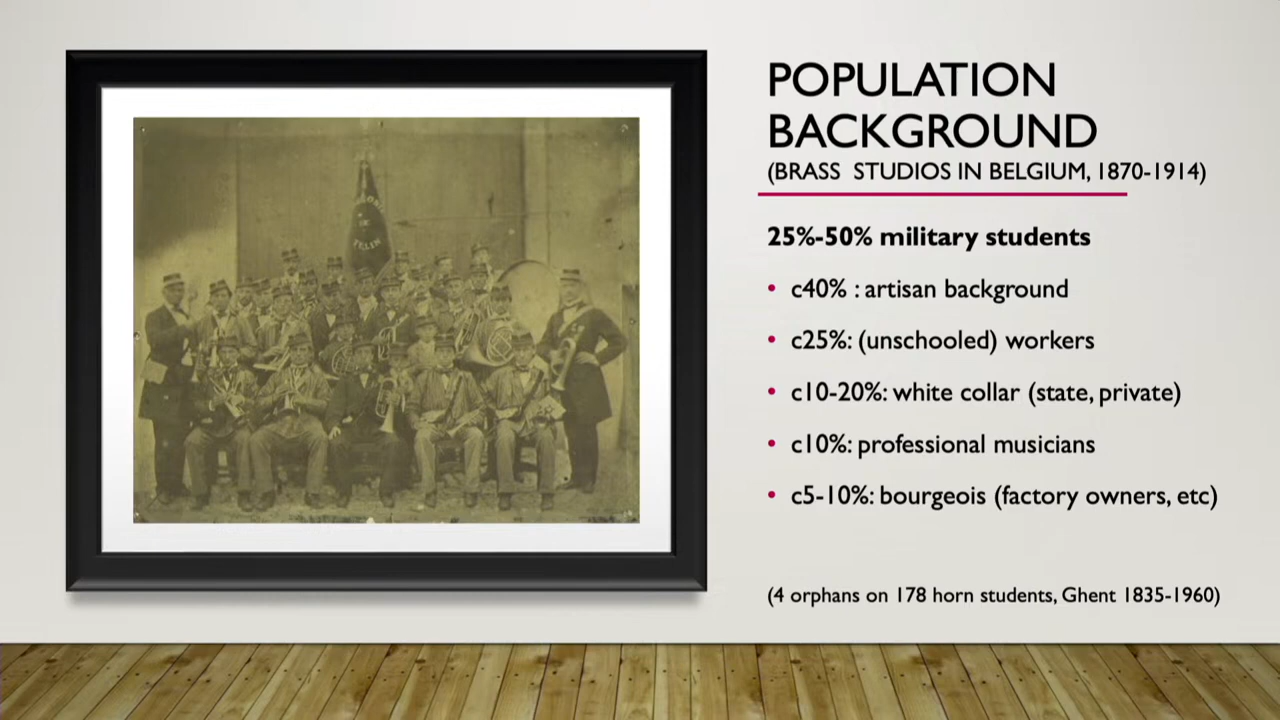 POPULATION
BACKGROUND
(BRASS STUDIOS IN BELGIUM, 1870-1914)
25%-50% military students
• c40% : artisan background
• c25%: (unschooled) workers
• c10-20%: white collar (state, private)
• c10%: professional musicians
• c5-10%: bourgeois (factory owners, etc)
(4 orphans on 178 horn students, Ghent 1835-1960)